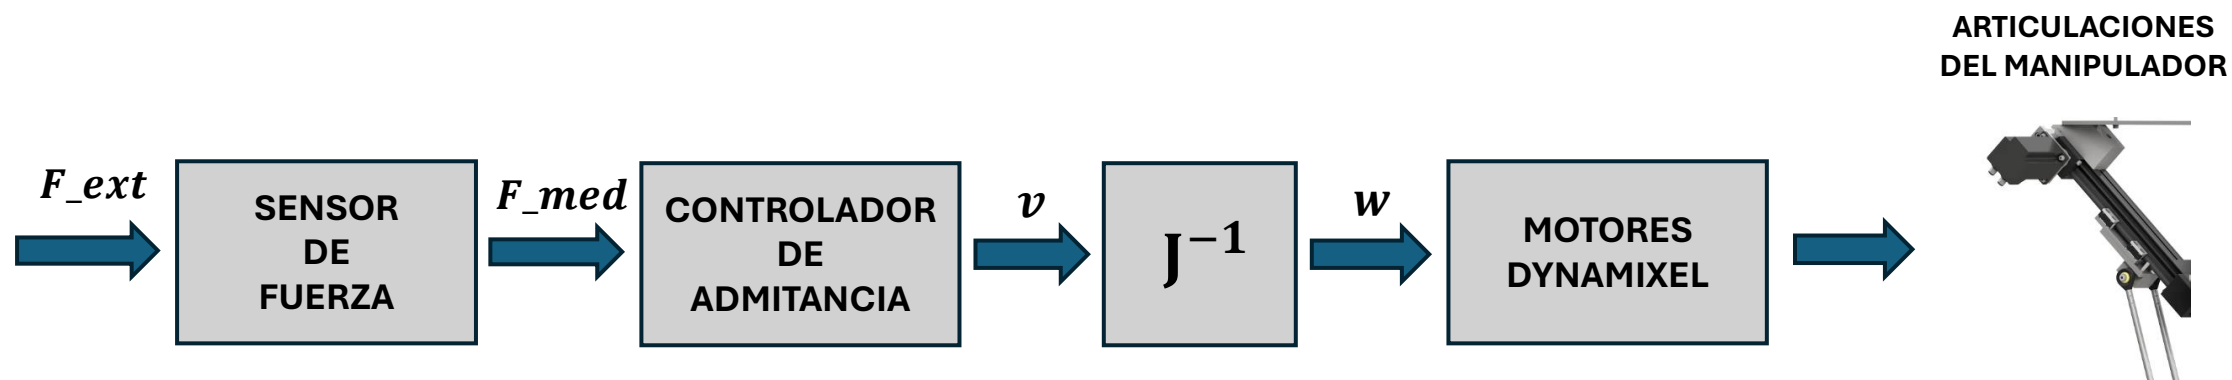 ARTICULACIONES
DEL MANIPULADOR
F_ext
SENSOR
DE
FUERZA
F_med
CONTROLADOR
DE
ADMITANCIA
v
J⁻¹
w
MOTORES
DYNAMIXEL